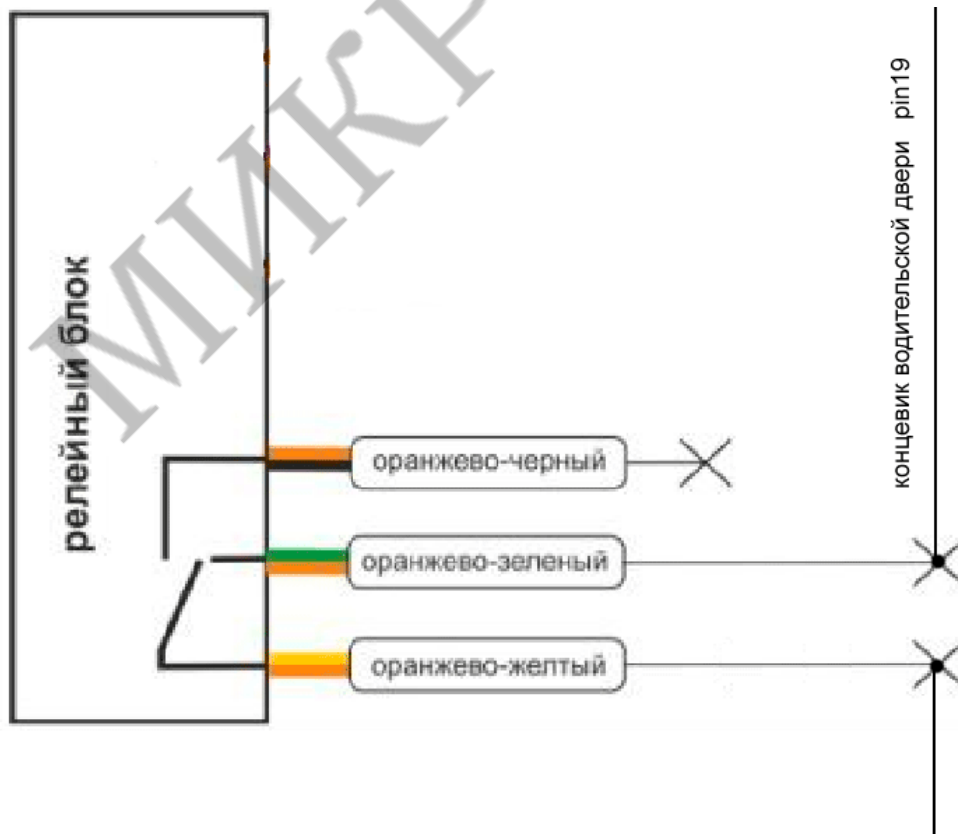 МИКР
концевик водительской двери pin19
релейный блок
оранжево-черный
оранжево-зеленый
оранжево-желтый